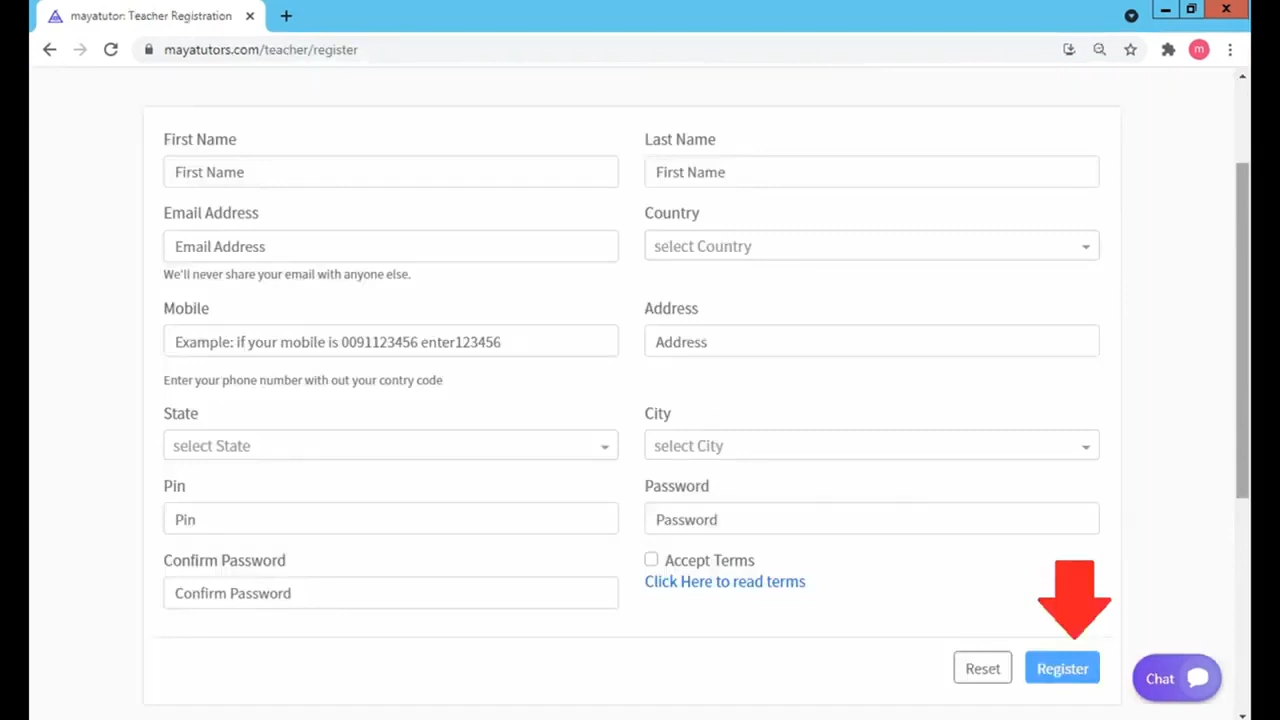 mayatutor: Teacher Registration
mayatutors.com/teacher/register
m
First Name
Last Name
First Name
First Name
Email Address
Country
Email Address
select Country
We'll never share your email with anyone else.
Mobile
Address
Example: if your mobile is 0091123456 enter123456
Address
Enter your phone number with out your contry code
State
City
select State
select City
Pin
Password
Pin
Password
Confirm Password
Accept Terms
Click Here to read terms
Confirm Password
Reset
Register
Chat